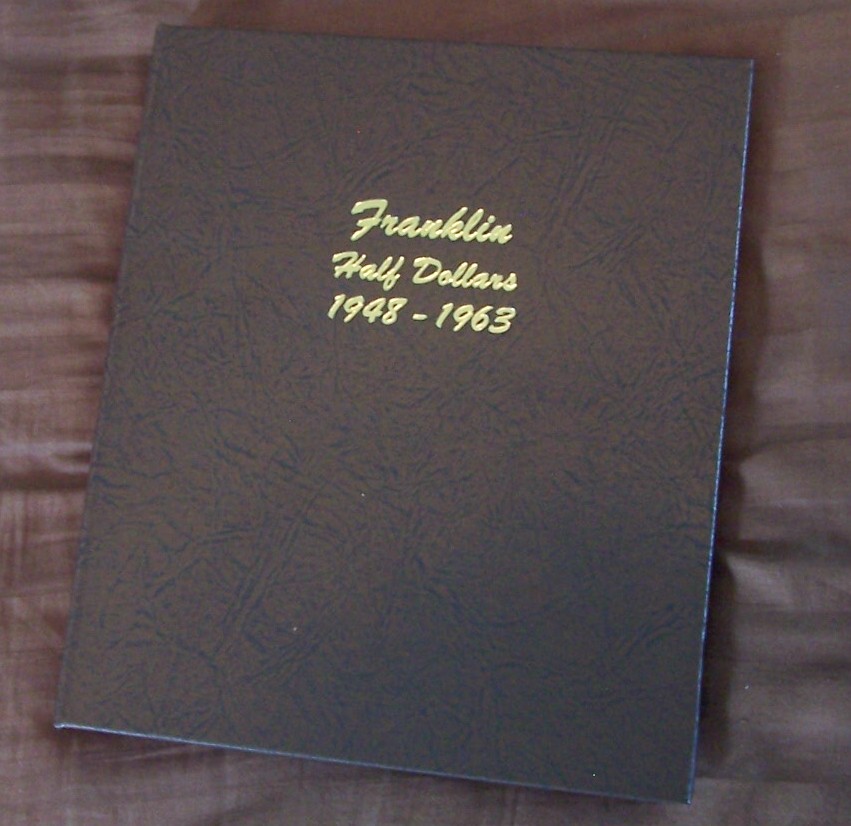 Franklin
Half Dollars
1948 - 1963